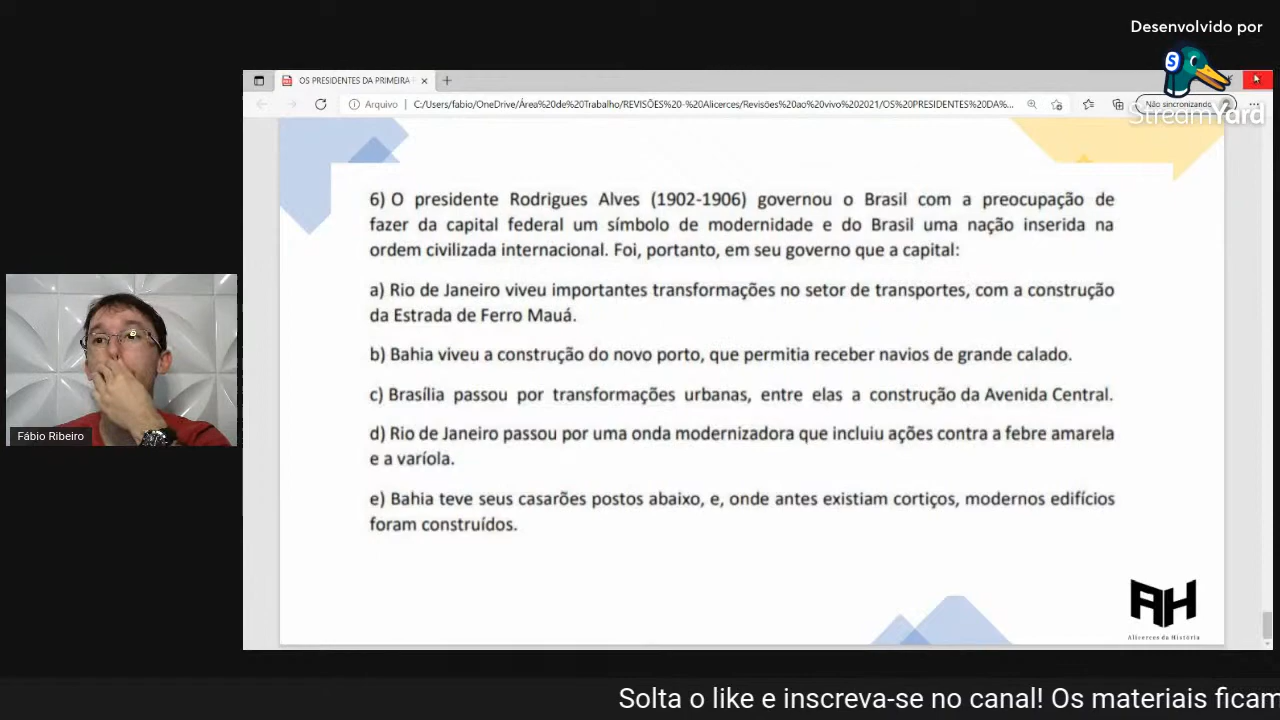 Desenvolvido por
S
StreamYard
OS PRESIDENTES DA PRIMEIRA
Arquivo
C:/Users/fabio/OneDrive/Área%20de%20Trabalho/REVISÕES%20-%20Alicerces/Revisões%20ao%20vivo%202021/OS%20PRESIDENTES%20DA%...
Não sincronizando
6) O presidente Rodrigues Alves (1902-1906) governou o Brasil com a preocupação de
fazer da capital federal um símbolo de modernidade e do Brasil uma nação inserida na
ordem civilizada internacional. Foi, portanto, em seu governo que a capital:
a) Rio de Janeiro viveu importantes transformações no setor de transportes, com a construção
da Estrada de Ferro Mauá.
b) Bahia viveu a construção do novo porto, que permitia receber navios de grande calado.
c) Brasília passou por transformações urbanas, entre elas a construção da Avenida Central.
d) Rio de Janeiro passou por uma onda modernizadora que incluiu ações contra a febre amarela
e a varíola.
e) Bahia teve seus casarões postos abaixo, e, onde antes existiam cortiços, modernos edifícios
foram construídos.
Fábio Ribeiro
AH
Alicerces da História
Solta o like e inscreva-se no canal! Os materiais ficam